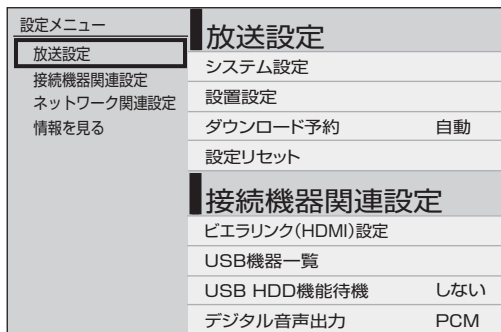 設定メニュー
放送設定
接続機器関連設定
ネットワーク関連設定
情報を見る
放送設定
システム設定
設置設定
ダウンロード予約 自動
設定リセット
接続機器関連設定
ビエラリンク(HDMI)設定
USB機器一覧
USB HDD機能待機 しない
デジタル音声出力 PCM